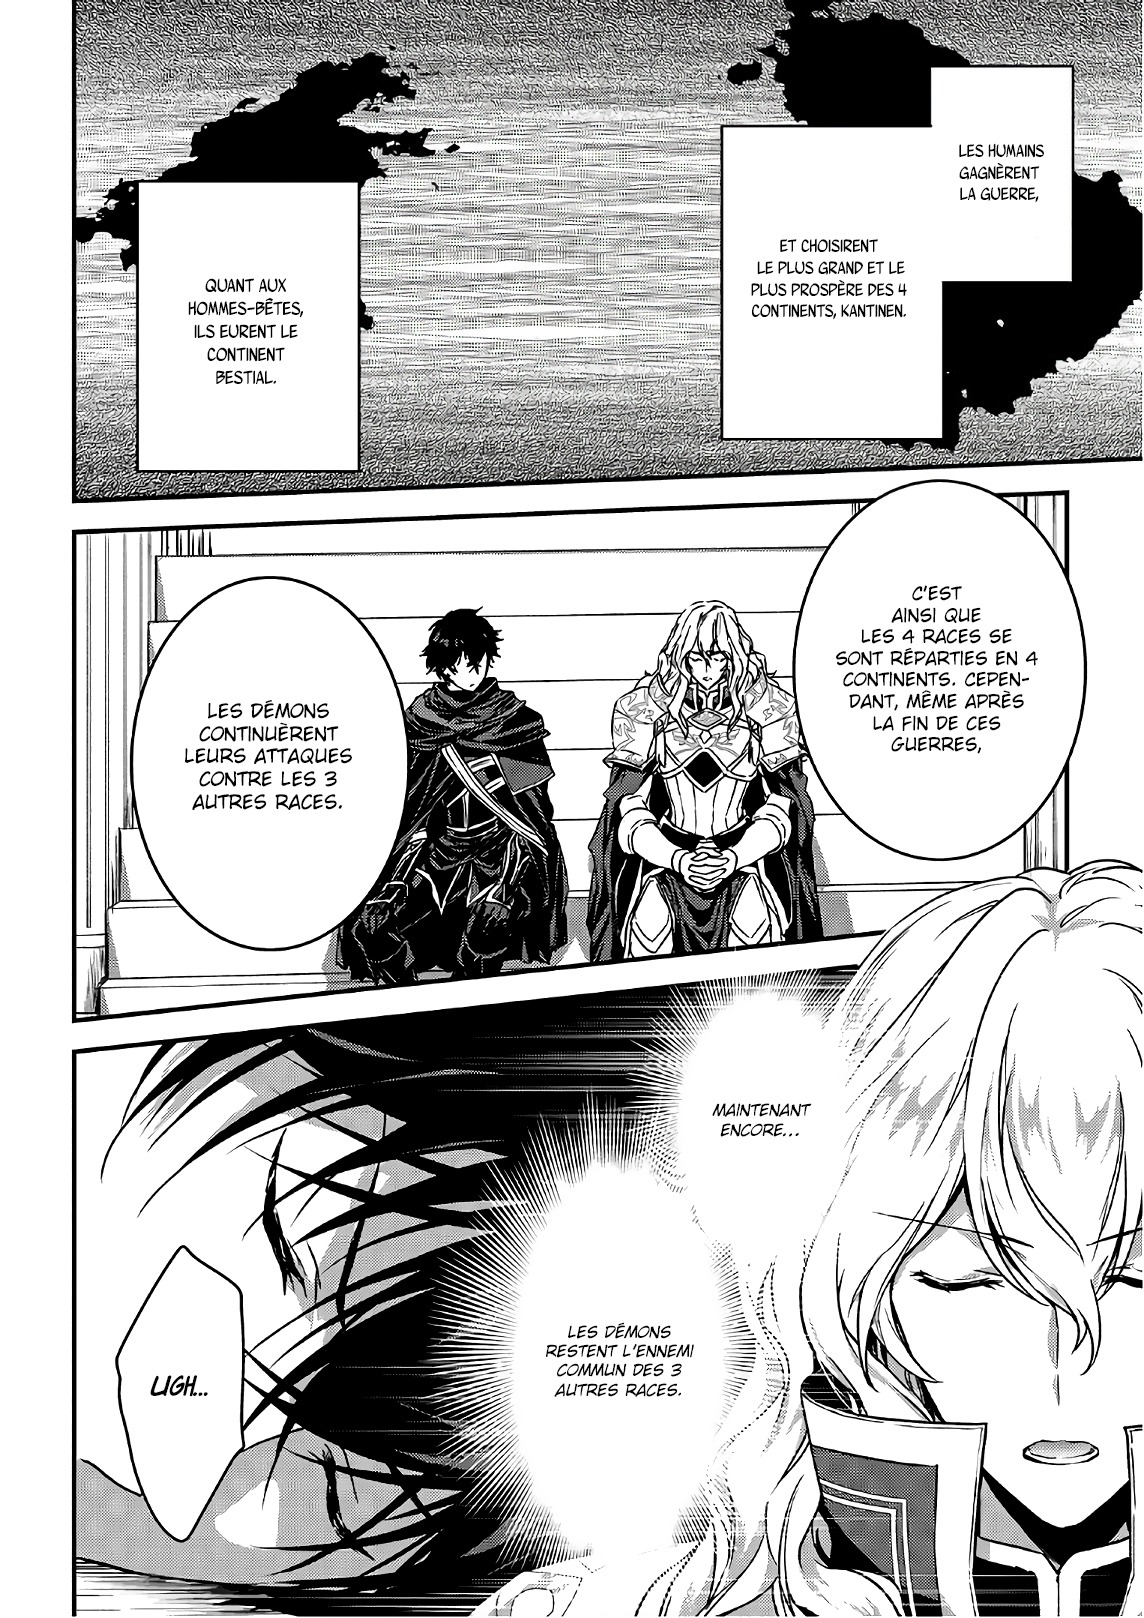 LES HUMAINS
GAGNÈRENT
LA GUERRE,
ET CHOISIRENT
LE PLUS GRAND ET LE
PLUS PROSPÈRE DES 4
CONTINENTS, KANTINEN.
QUANT AUX
HOMMES-BÊTES,
ILS EURENT LE
CONTINENT
BESTIAL.
C'EST
AINSI QUE
LES 4 RACES SE
SONT RÉPARTIES EN 4
CONTINENTS. CEPEN-
DANT, MÊME APRÈS
LA FIN DE CES
GUERRES,
LES DÉMONS
CONTINUÈRENT
LEURS ATTAQUES
CONTRE LES 3
AUTRES RACES.
MAINTENANT
ENCORE...
LES DÉMONS
RESTENT L'ENNEMI
COMMUN DES 3
AUTRES RACES.
UGH...